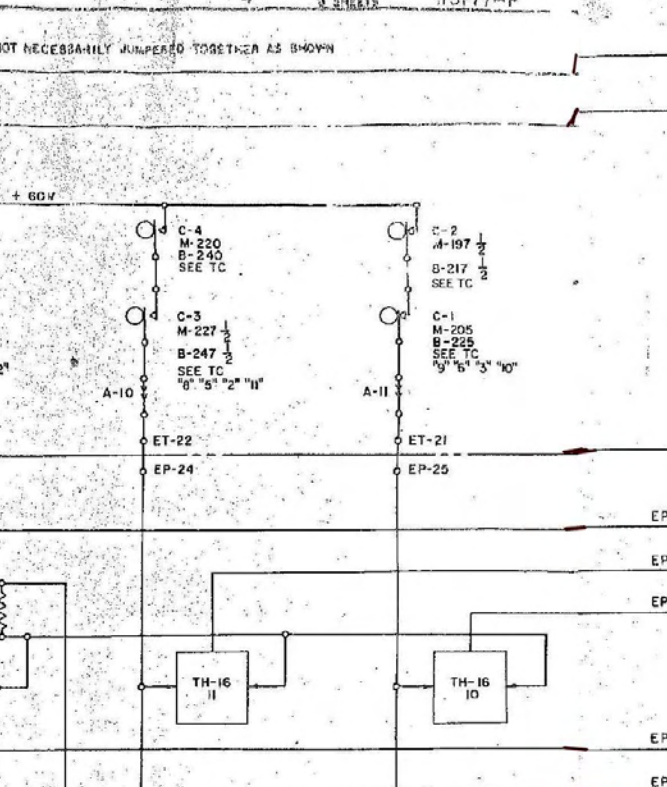 SHEETS
NOT NECESSARILY JUMPERED TOGETHER AS SHOWN
+ 60V
C-4
M-220
B-240
SEE TC
C-2
M-197 1/2
B-217 1/2
SEE TC
C-3
M-227 1/2
B-247 1/2
SEE TC
"8" "5" "2" "11"
C-1
M-205
B-225
SEE TC
"9" "6" "3" "10"
A-10
A-11
ET-22
ET-21
EP-24
EP-25
EP
EP
EP
TH-16
11
TH-16
10
EP
EP